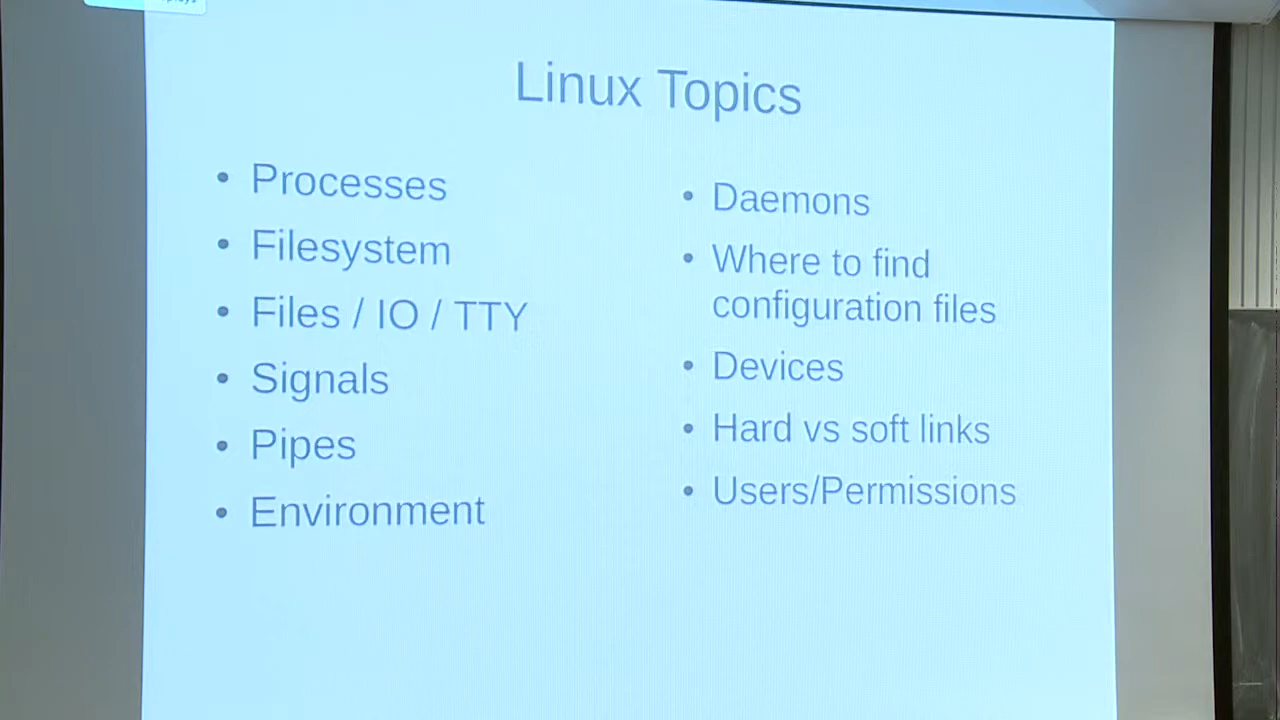 Linux Topics
• Processes
• Filesystem
• Files / IO / TTY
• Signals
• Pipes
• Environment
• Daemons
• Where to find
configuration files
• Devices
• Hard vs soft links
• Users/Permissions